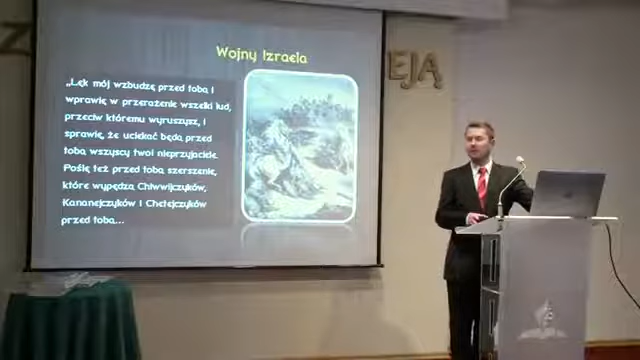 Wojny Izraela
EJĄ
„Lęk mój wzbudzę przed tobą i
wprawię w przerażenie wszelki lud,
przeciw któremu wyruszysz, i
sprawię, że uciekać będą przed
tobą wszyscy twoi nieprzyjaciele.
Poślę też przed tobą szerszenie,
które wypędzą Chiwwijczyków,
Kananejczyków i Chetejczyków
przed tobą...